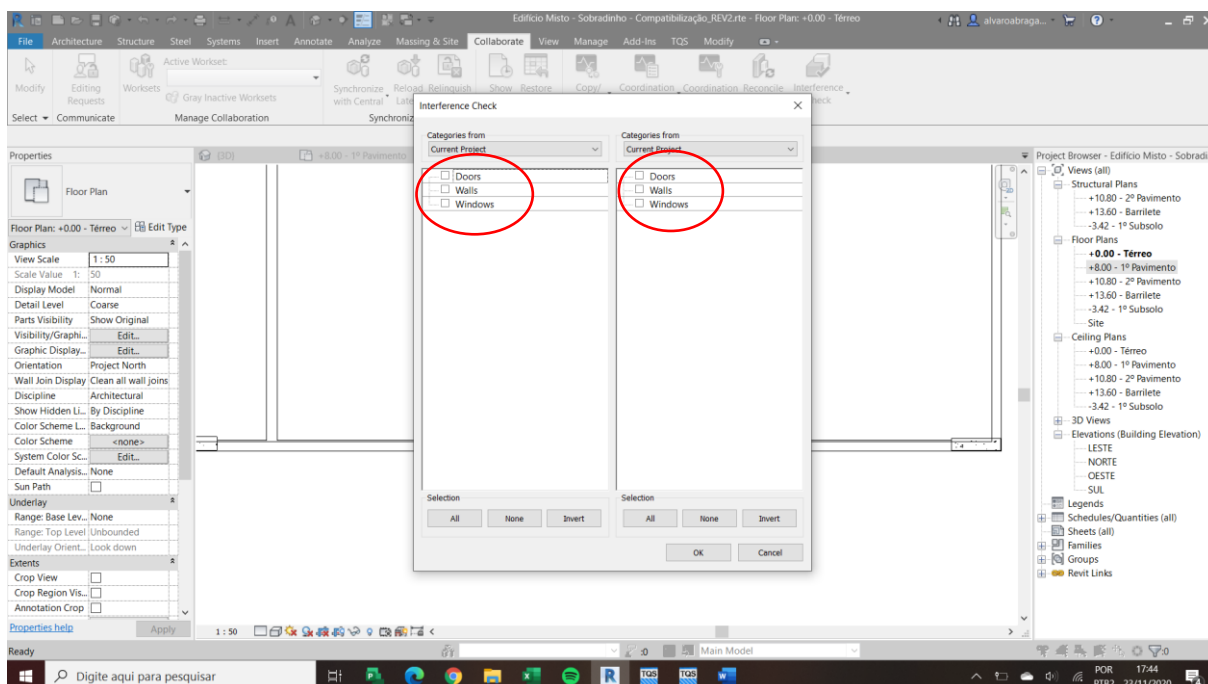 Edifício Misto - Sobradinho - Compatibilização_REV2.rte - Floor Plan: +0.00 - Térreo
alvaroabraga...
File Architecture Structure Steel Systems Insert Annotate Analyze Massing & Site Collaborate View Manage Add-Ins TQS Modify
Modify
Editing Requests
Worksets
Active Workset:
Gray Inactive Worksets
Synchronize with Central
Reload
Relinquish
Show
Restore
Copy/
Coordination
Coordination
Reconcile
Interference
Select
Communicate
Manage Collaboration
Interference Check
Categories from
Current Project
Doors
Walls
Windows
Selection
All None Invert
Categories from
Current Project
Doors
Walls
Windows
Selection
All None Invert
OK Cancel
Properties
{3D}
+8.00 - 1º Pavimento
Floor Plan
Floor Plan: +0.00 - Térreo
Edit Type
Graphics
View Scale 1 : 50
Scale Value 1: 50
Display Model Normal
Detail Level Coarse
Parts Visibility Show Original
Visibility/Graphi... Edit...
Graphic Display... Edit...
Orientation Project North
Wall Join Display Clean all wall joins
Discipline Architectural
Show Hidden Li... By Discipline
Color Scheme L... Background
Color Scheme <none>
System Color Sc... Edit...
Default Analysis... None
Sun Path
Underlay
Range: Base Lev... None
Range: Top Level Unbounded
Underlay Orient... Look down
Extents
Crop View
Crop Region Vis...
Annotation Crop
Properties help
Apply
1 : 50
Project Browser - Edifício Misto - Sobradi
Views (all)
Structural Plans
+10.80 - 2º Pavimento
+13.60 - Barrilete
-3.42 - 1º Subsolo
Floor Plans
+0.00 - Térreo
+8.00 - 1º Pavimento
+10.80 - 2º Pavimento
+13.60 - Barrilete
-3.42 - 1º Subsolo
Site
Ceiling Plans
+0.00 - Térreo
+8.00 - 1º Pavimento
+10.80 - 2º Pavimento
+13.60 - Barrilete
-3.42 - 1º Subsolo
3D Views
Elevations (Building Elevation)
LESTE
NORTE
OESTE
SUL
Legends
Schedules/Quantities (all)
Sheets (all)
Families
Groups
Revit Links
Ready
:0
Main Model
:0
Digite aqui para pesquisar
TQS
TQS
POR
PTB2
17:44
23/11/2020